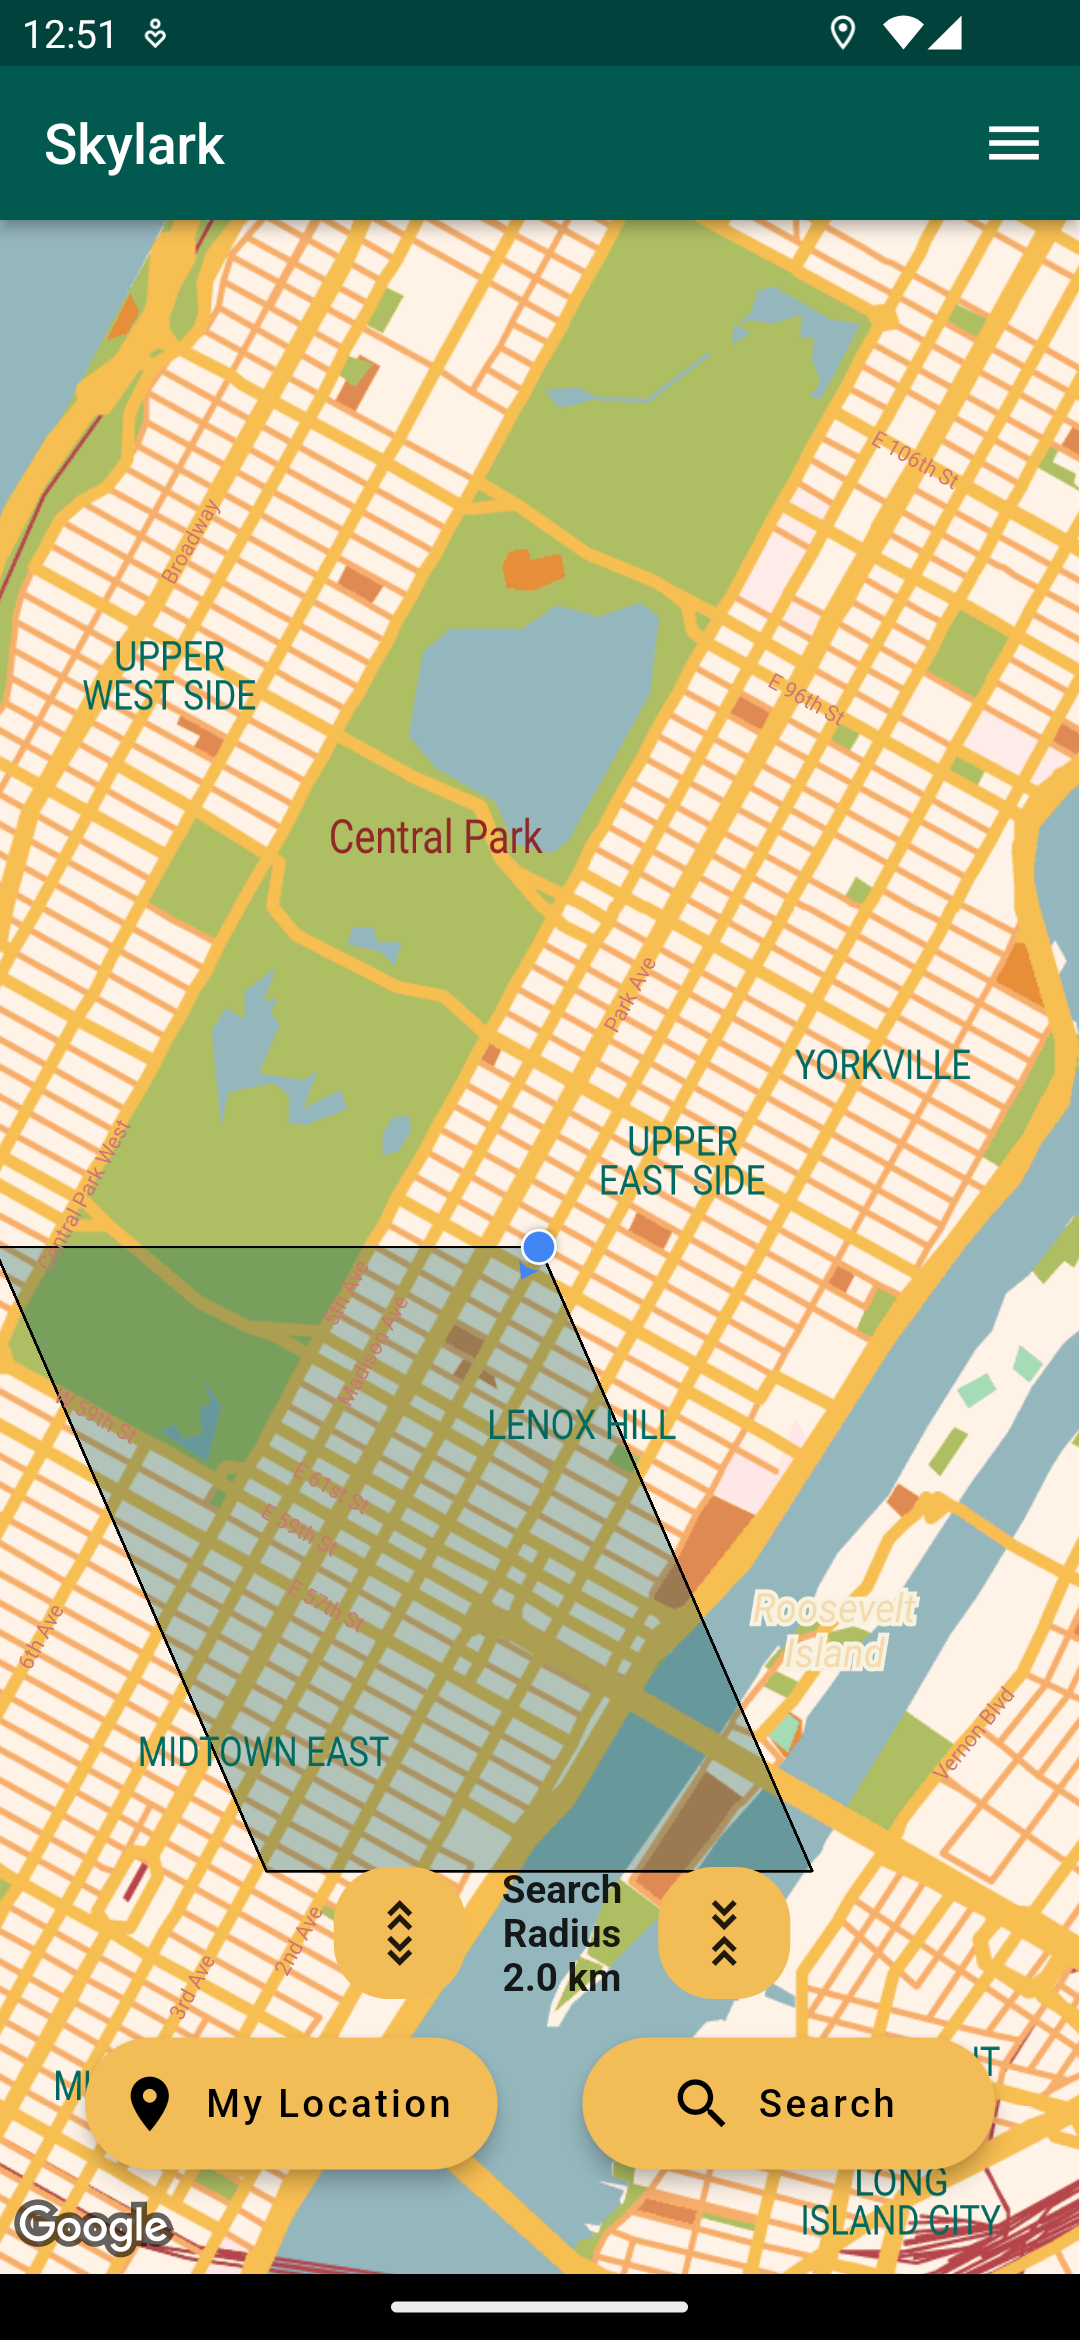 12:51
Skylark
E 106th St
Broadway
UPPER
WEST SIDE
E 96th St
Central Park
Park Ave
YORKVILLE
UPPER
EAST SIDE
Central Park West
5th Ave
Madison Ave
W 59th St
LENOX HILL
E 61st St
E 59th St
E 57th St
Roosevelt
Island
6th Ave
Vernon Blvd
MIDTOWN EAST
Search
Radius
2.0 km
2nd Ave
3rd Ave
My Location
Search
LONG
ISLAND CITY
Google